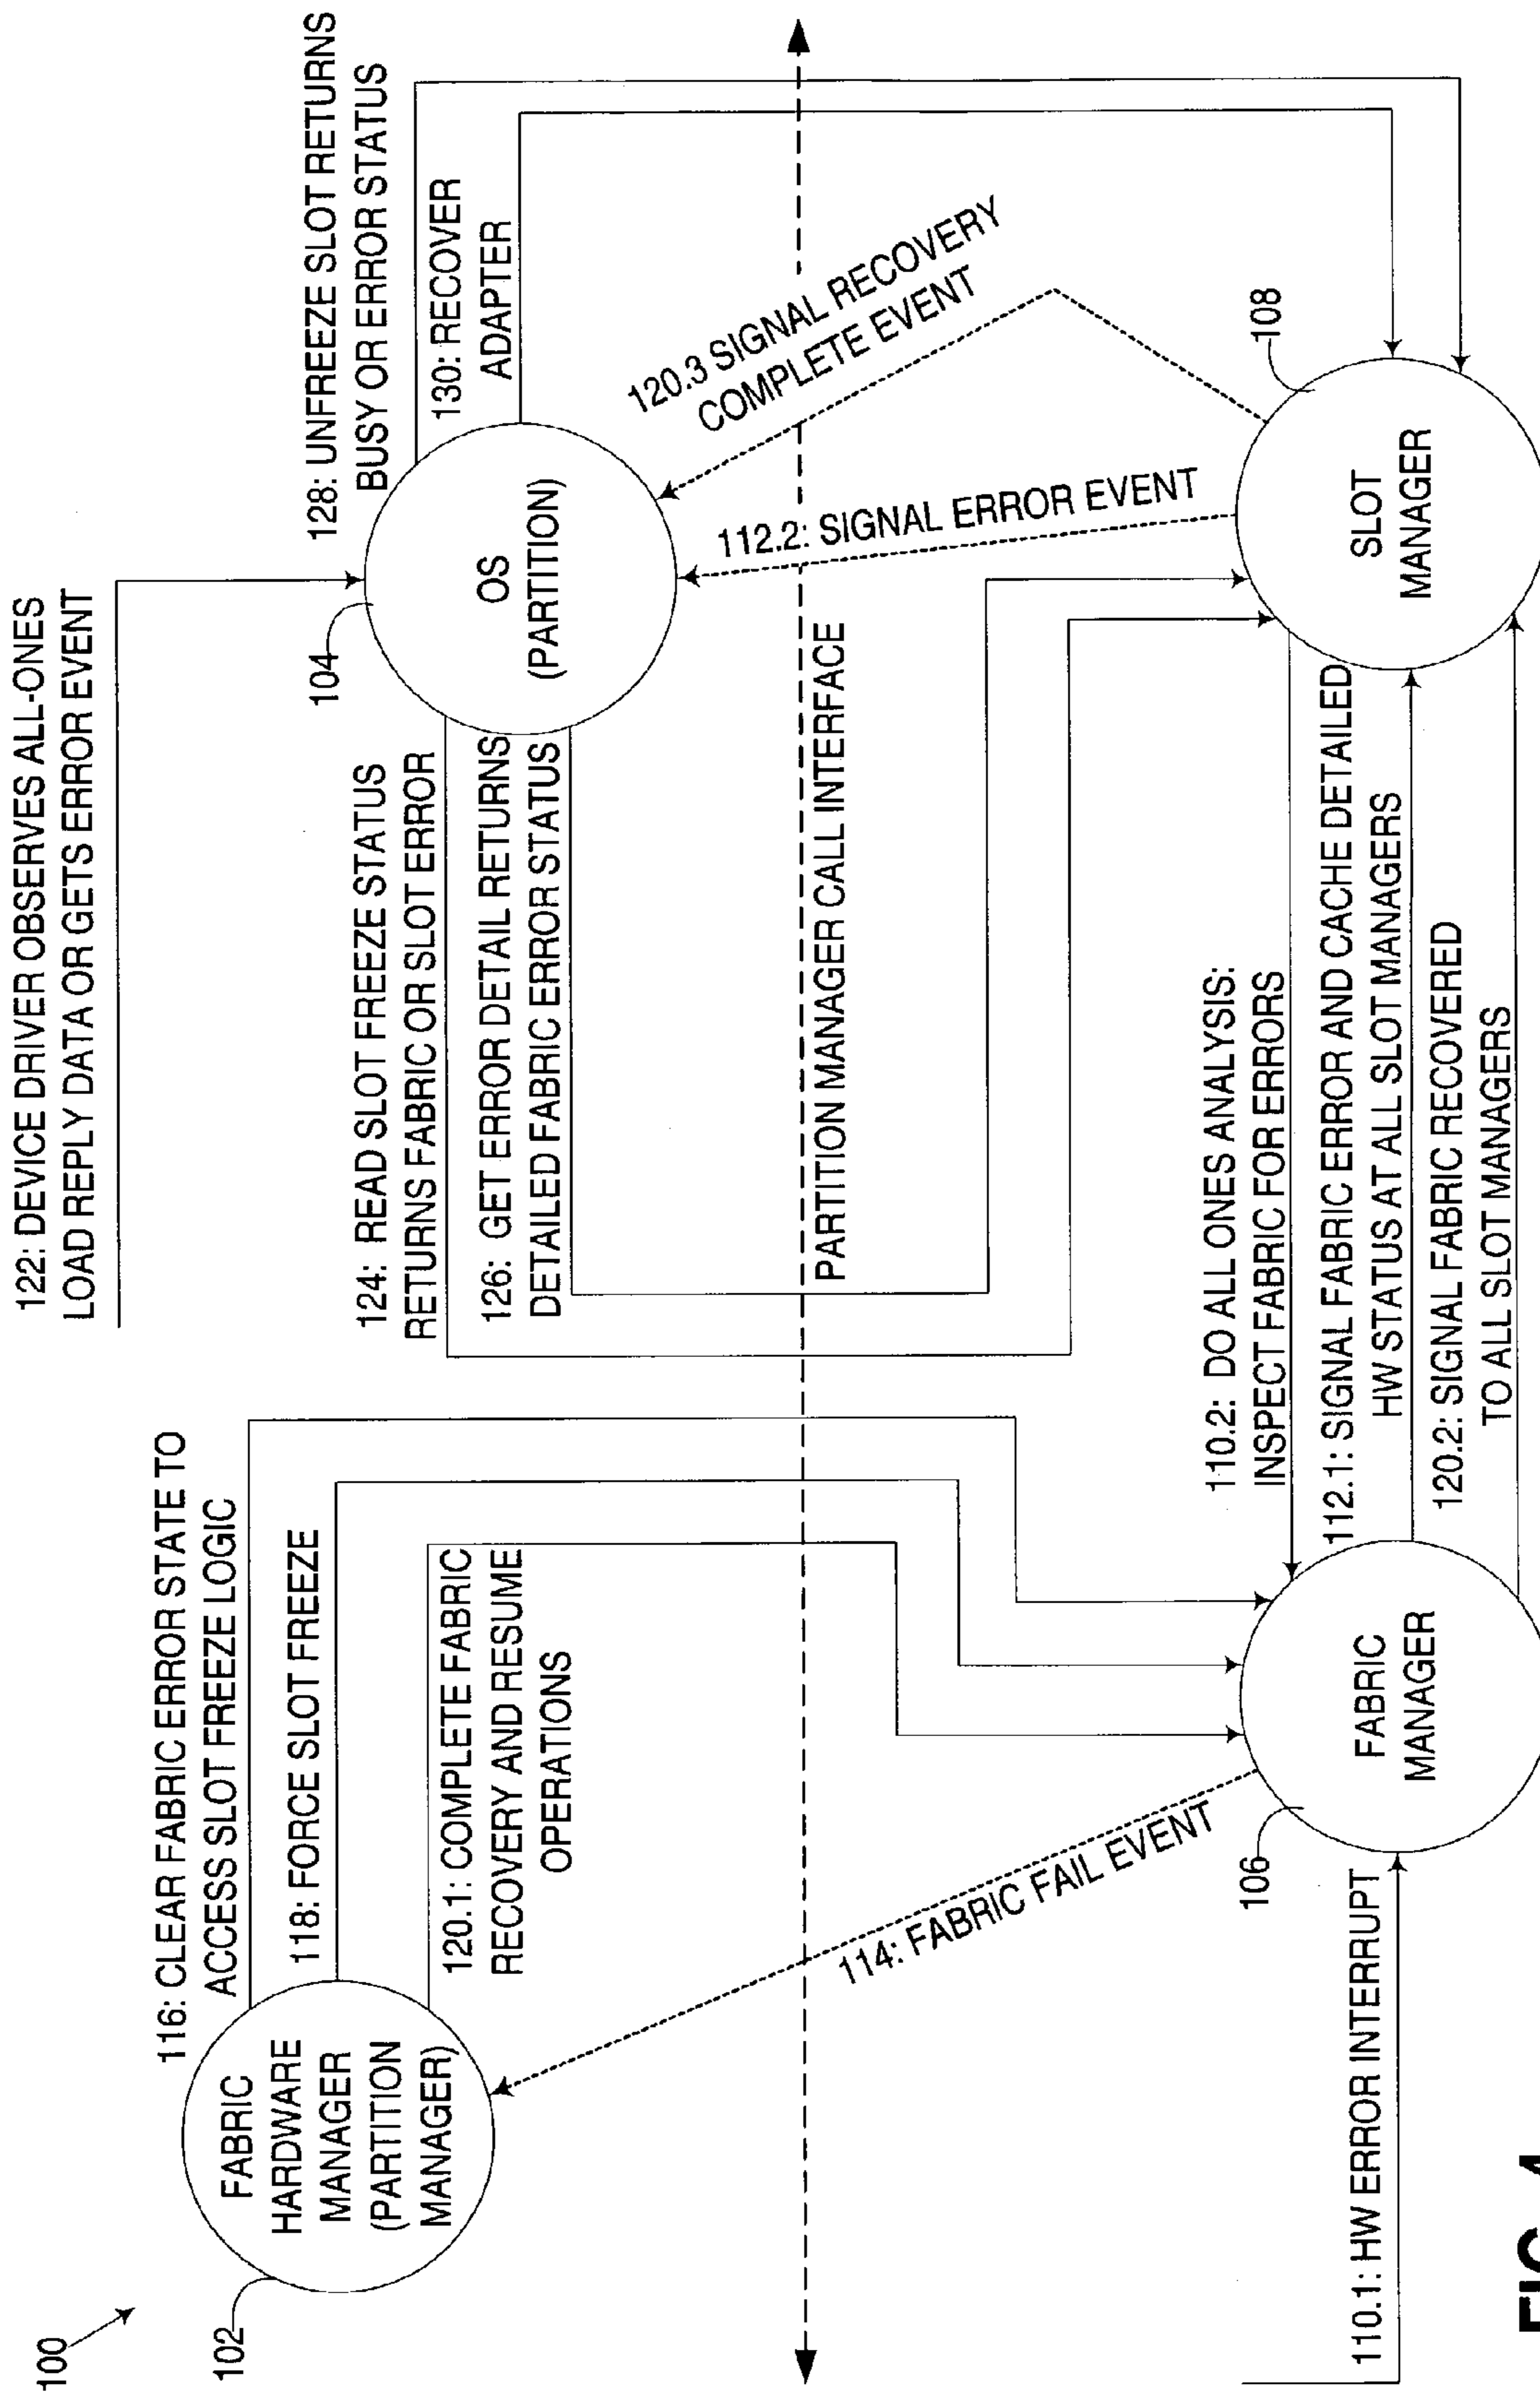 100
102
FABRIC
HARDWARE
MANAGER
(PARTITION
MANAGER)
116: CLEAR FABRIC ERROR STATE TO
ACCESS SLOT FREEZE LOGIC
118: FORCE SLOT FREEZE
120.1: COMPLETE FABRIC
RECOVERY AND RESUME
OPERATIONS
122: DEVICE DRIVER OBSERVES ALL-ONES
LOAD REPLY DATA OR GETS ERROR EVENT
104
OS
(PARTITION)
124: READ SLOT FREEZE STATUS
RETURNS FABRIC OR SLOT ERROR
126: GET ERROR DETAIL RETURNS
DETAILED FABRIC ERROR STATUS
128: UNFREEZE SLOT RETURNS
BUSY OR ERROR STATUS
130: RECOVER
ADAPTER
120.3 SIGNAL RECOVERY
COMPLETE EVENT
112.2: SIGNAL ERROR EVENT
PARTITION MANAGER CALL INTERFACE
114: FABRIC FAIL EVENT
110.1: HW ERROR INTERRUPT
106
FABRIC
MANAGER
110.2: DO ALL ONES ANALYSIS:
INSPECT FABRIC FOR ERRORS
112.1: SIGNAL FABRIC ERROR AND CACHE DETAILED
HW STATUS AT ALL SLOT MANAGERS
120.2: SIGNAL FABRIC RECOVERED
TO ALL SLOT MANAGERS
108
SLOT
MANAGER